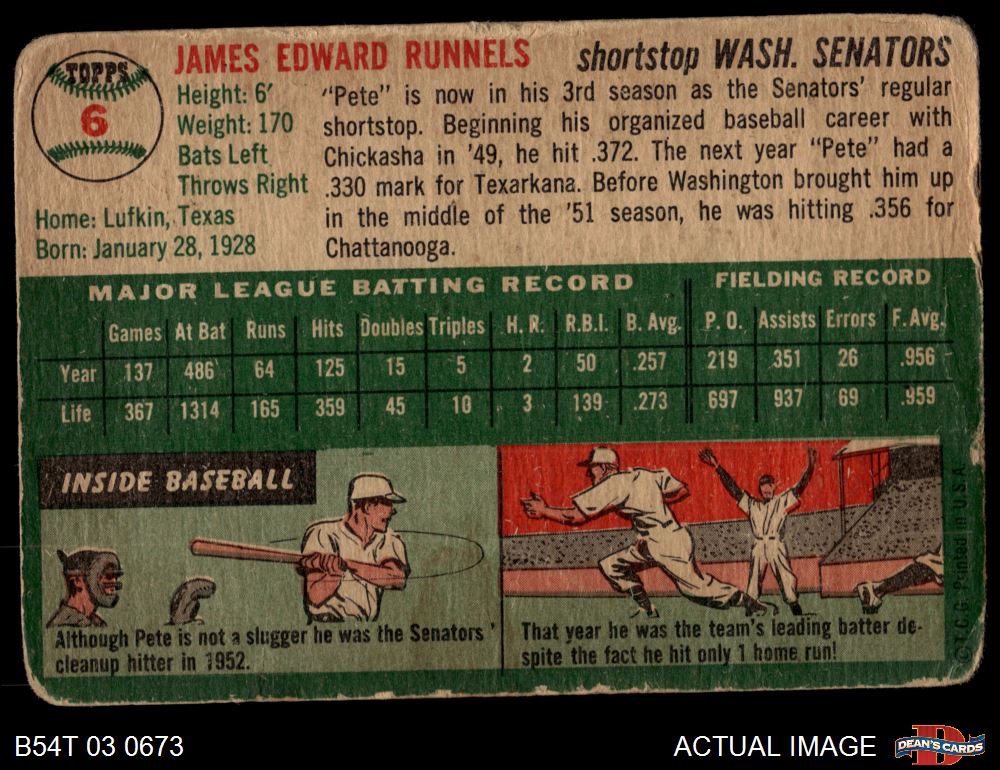 TOPPS
6
JAMES EDWARD RUNNELS shortstop WASH. SENATORS
Height: 6′
Weight: 170
Bats Left
Throws Right
Home: Lufkin, Texas
Born: January 28, 1928
"Pete" is now in his 3rd season as the Senators' regular
shortstop. Beginning his organized baseball career with
Chickasha in '49, he hit .372. The next year "Pete" had a
.330 mark for Texarkana. Before Washington brought him up
in the middle of the '51 season, he was hitting .356 for
Chattanooga.
MAJOR LEAGUE BATTING RECORD FIELDING RECORD
Games At Bat Runs Hits Doubles Triples H. R. R.B.I. B. Avg. P. O. Assists Errors F. Avg.
Year 137 486 64 125 15 5 2 50 .257 219 351 26 .956
Life 367 1314 165 359 45 10 3 139 .273 697 937 69 .959
INSIDE BASEBALL
Although Pete is not a slugger he was the Senators'
cleanup hitter in 1952.
That year he was the team's leading batter de-
spite the fact he hit only 1 home run!
© T. C. G. Printed in U. S. A.
B54T 03 0673
ACTUAL IMAGE
D
DEAN'S CARDS